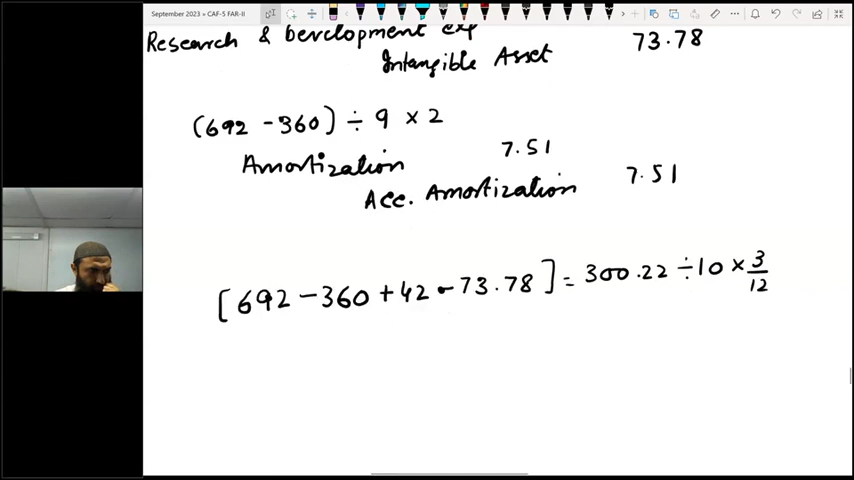 September 2023 » CAF-5 FAR-II
Research & Development exp
Intangible Asset 73.78
(692 - 360) ÷ 9 × 2
Amortization 7.51
Acc. Amortization 7.51
[692 - 360 + 42 - 73.78] = 300.22 ÷ 10 × 3/12